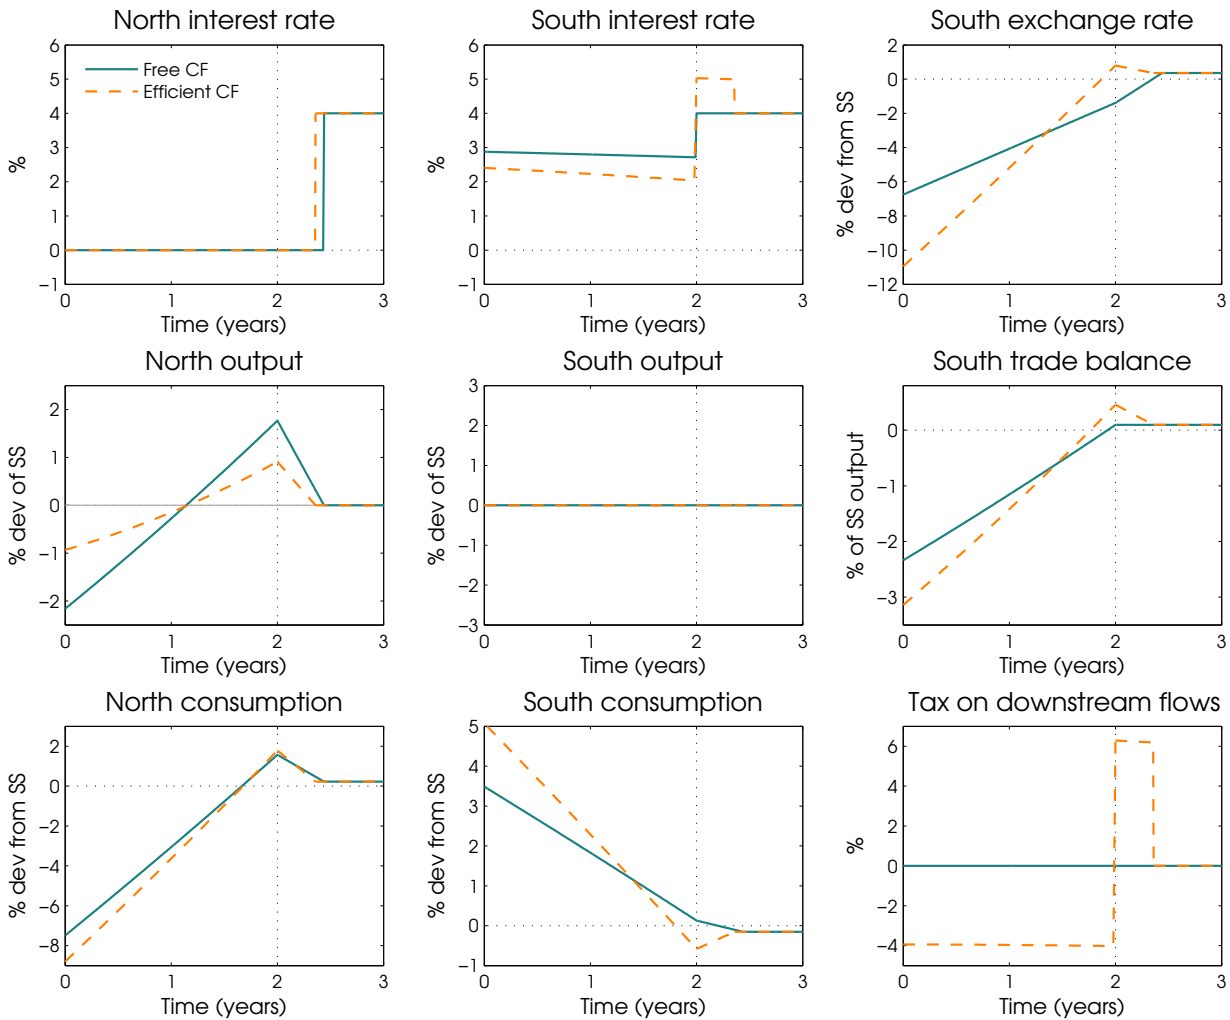 North interest rate
South interest rate
South exchange rate
Free CF
Efficient CF
%
6
5
4
3
2
1
0
−1
0 1 2 3
Time (years)
%
6
5
4
3
2
1
0
−1
0 1 2 3
Time (years)
% dev from SS
2
0
−2
−4
−6
−8
−10
−12
0 1 2 3
Time (years)
North output
South output
South trade balance
% dev of SS
2
1
0
−1
−2
0 1 2 3
Time (years)
% dev of SS
3
2
1
0
−1
−2
−3
0 1 2 3
Time (years)
% of SS output
0
−1
−2
−3
0 1 2 3
Time (years)
North consumption
South consumption
Tax on downstream flows
% dev from SS
2
0
−2
−4
−6
−8
0 1 2 3
Time (years)
% dev from SS
5
4
3
2
1
0
−1
0 1 2 3
Time (years)
%
6
4
2
0
−2
−4
0 1 2 3
Time (years)